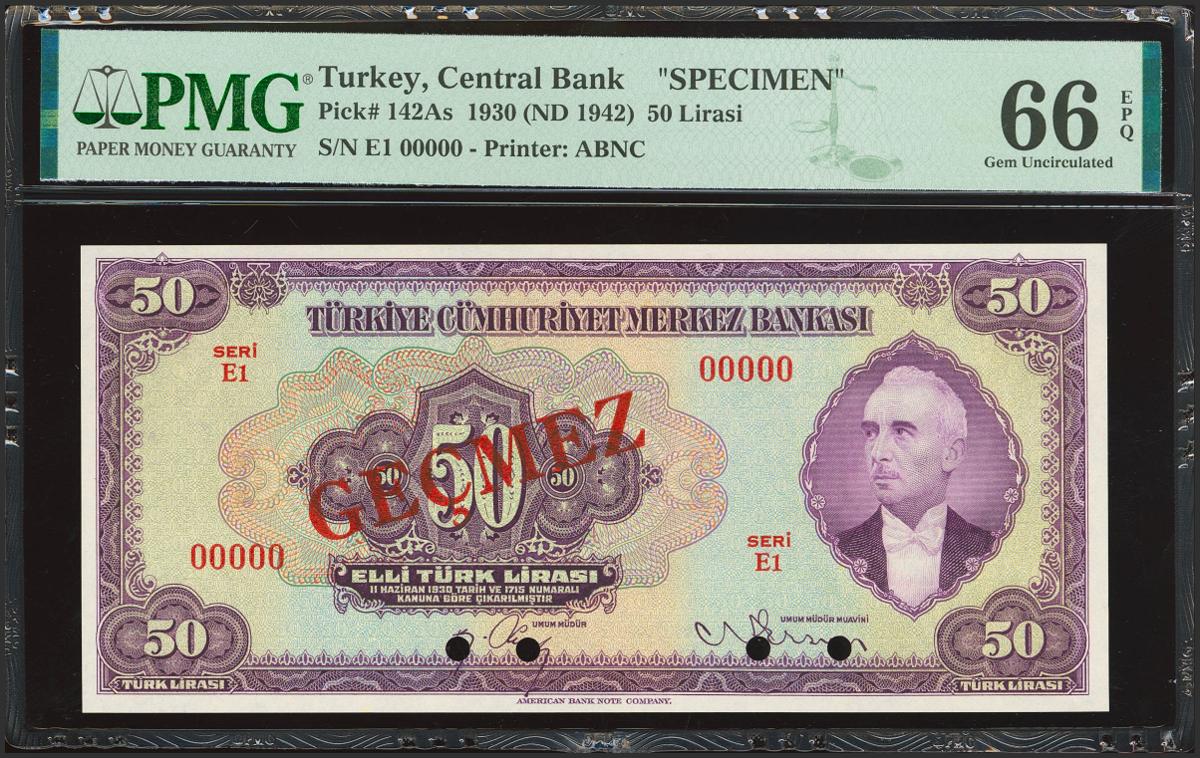 PMG®
PAPER MONEY GUARANTY
Turkey, Central Bank "SPECIMEN"
Pick# 142As 1930 (ND 1942) 50 Lirasi
S/N E1 00000 - Printer: ABNC
66
EPQ
Gem Uncirculated
50
50
TÜRKİYE CÜMHURİYET MERKEZ BANKASI
SERİ
E1
00000
50
50
50
GEÇMEZ
00000
SERİ
E1
ELLİ TÜRK LİRASI
11 HAZİRAN 1930 TARİH VE 1715 NUMARALI
KANUNA GÖRE ÇIKARILMIŞTIR
UMUM MÜDÜR
UMUM MÜDÜR MUAVİNİ
50
50
TÜRK LİRASI
TÜRK LİRASI
AMERICAN BANK NOTE COMPANY.